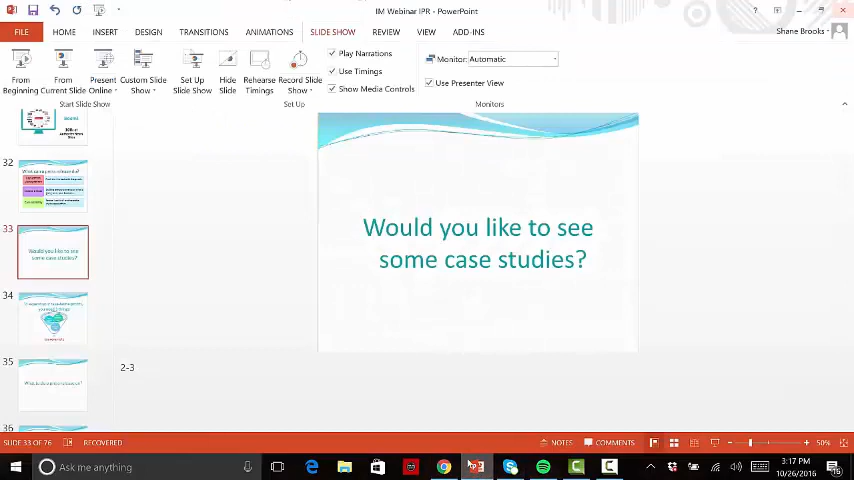 IM Webinar IPR - PowerPoint
FILE HOME INSERT DESIGN TRANSITIONS ANIMATIONS SLIDE SHOW REVIEW VIEW ADD-INS
Shane Brooks
From Beginning
From Current Slide
Present Online
Custom Slide Show
Set Up Slide Show
Hide Slide
Rehearse Timings
Record Slide Show
Play Narrations
Use Timings
Show Media Controls
Monitor: Automatic
Use Presenter View
Start Slide Show
Set Up
Monitors
32
33
Would you like to see
some case studies?
34
35
36
Would you like to see
some case studies?
2-3
SLIDE 33 OF 76
RECOVERED
NOTES
COMMENTS
50%
Ask me anything
3:17 PM
10/26/2016